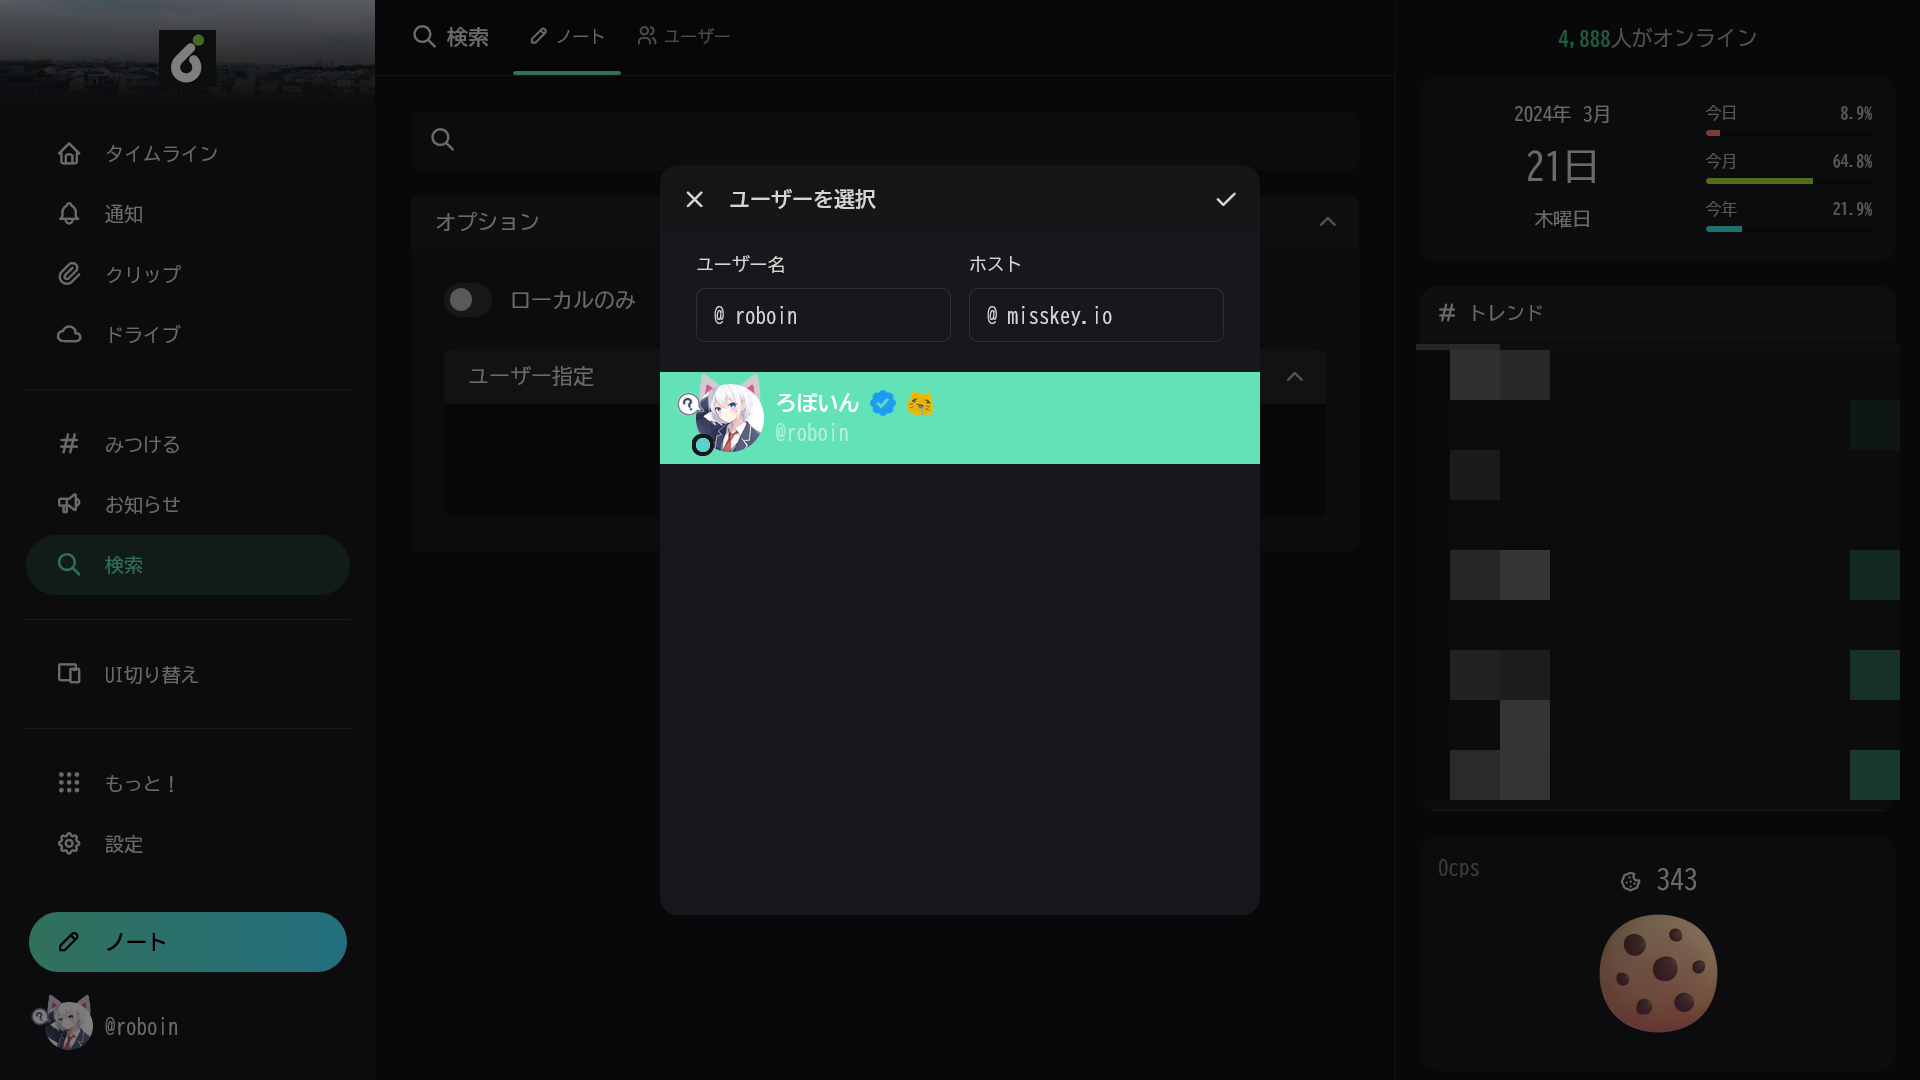 タイムライン
通知
クリップ
ドライブ
みつける
お知らせ
検索
UI切り替え
もっと！
設定
ノート
@roboin
検索
ノート
ユーザー
オプション
ローカルのみ
ユーザー指定
ユーザーを選択
ユーザー名
ホスト
@ roboin
@ misskey.io
ろぼいん
@roboin
4,888人がオンライン
2024年 3月
21日
木曜日
今日 8.9%
今月 64.8%
今年 21.9%
トレンド
0cps
343